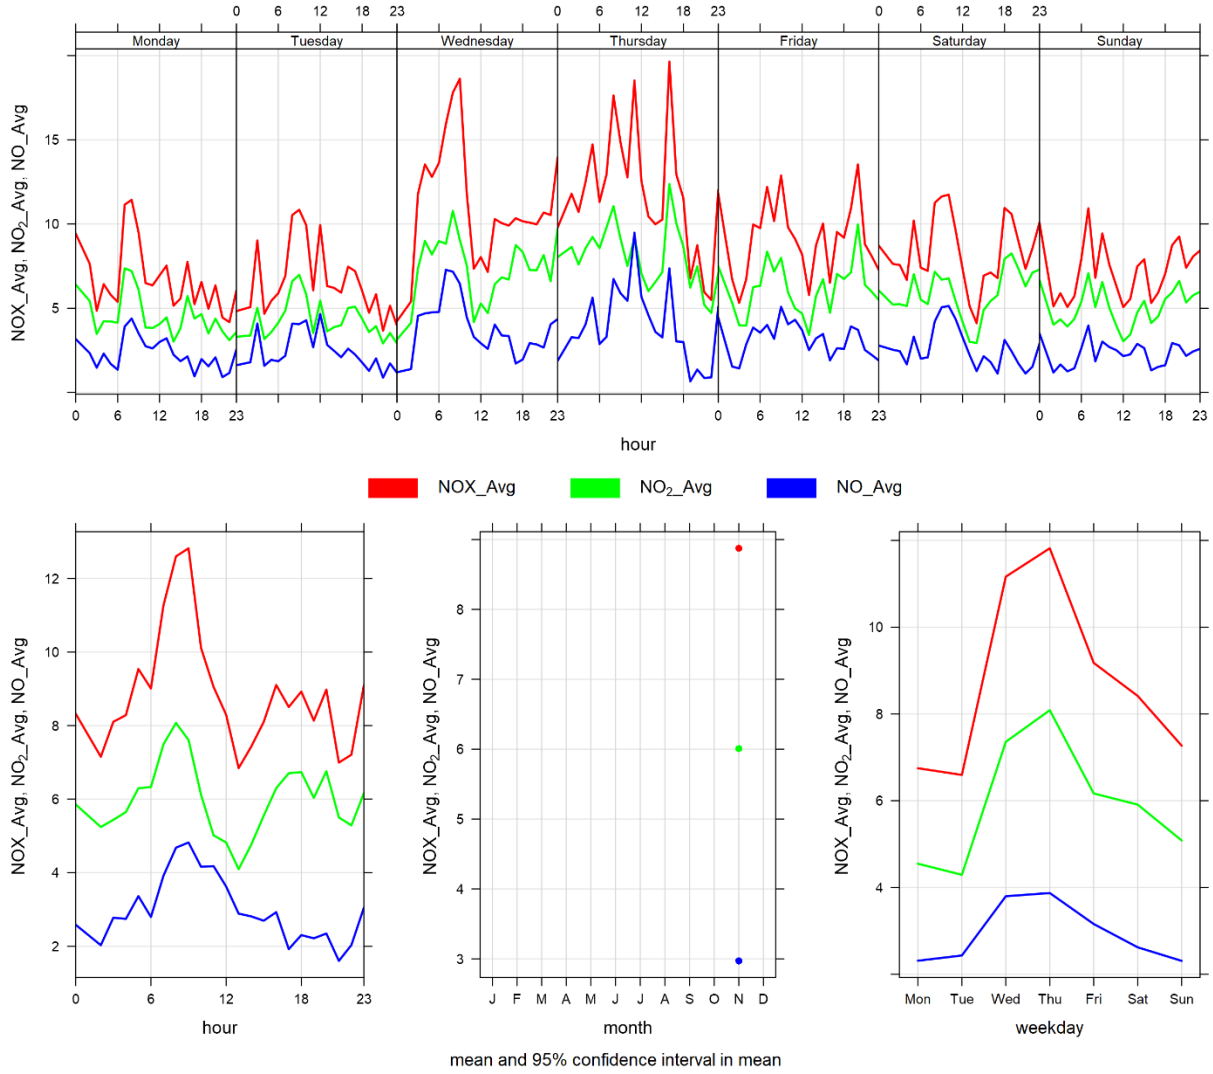 0 6 12 18 23 0 6 12 18 23 0 6 12 18 23
Monday Tuesday Wednesday Thursday Friday Saturday Sunday
NOX_Avg, NO₂_Avg, NO_Avg
15
10
5
0 6 12 18 23 0 6 12 18 23 0 6 12 18 23 0 6 12 18 23
hour
NOX_Avg NO₂_Avg NO_Avg
NOX_Avg, NO₂_Avg, NO_Avg
12
10
8
6
4
2
0 6 12 18 23
hour
NOX_Avg, NO₂_Avg, NO_Avg
8
7
6
5
4
3
J F M A M J J A S O N D
month
NOX_Avg, NO₂_Avg, NO_Avg
10
8
6
4
Mon Tue Wed Thu Fri Sat Sun
weekday
mean and 95% confidence interval in mean